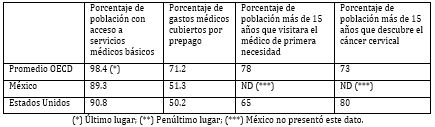 Porcentaje de población con acceso a servicios médicos básicos
Porcentaje de gastos médicos cubiertos por prepago
Porcentaje de población más de 15 años que visitara el médico de primera necesidad
Porcentaje de población más de 15 años que descubre el cáncer cervical
Promedio OECD 98.4 (*) 71.2 78 73
México 89.3 51.3 ND (***) ND (***)
Estados Unidos 90.8 50.2 65 80
(*) Último lugar; (**) Penúltimo lugar; (***) México no presentó este dato.